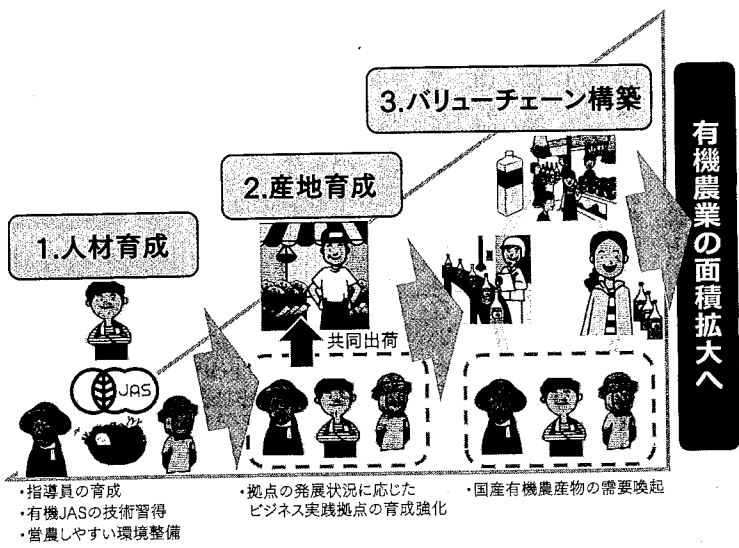 3.バリューチェーン構築
2.産地育成
1.人材育成
有機農業の面積拡大へ
共同出荷
JAS
・指導員の育成
・有機JASの技術習得
・営農しやすい環境整備
・拠点の発展状況に応じた
ビジネス実践拠点の育成強化
・国産有機農産物の需要喚起